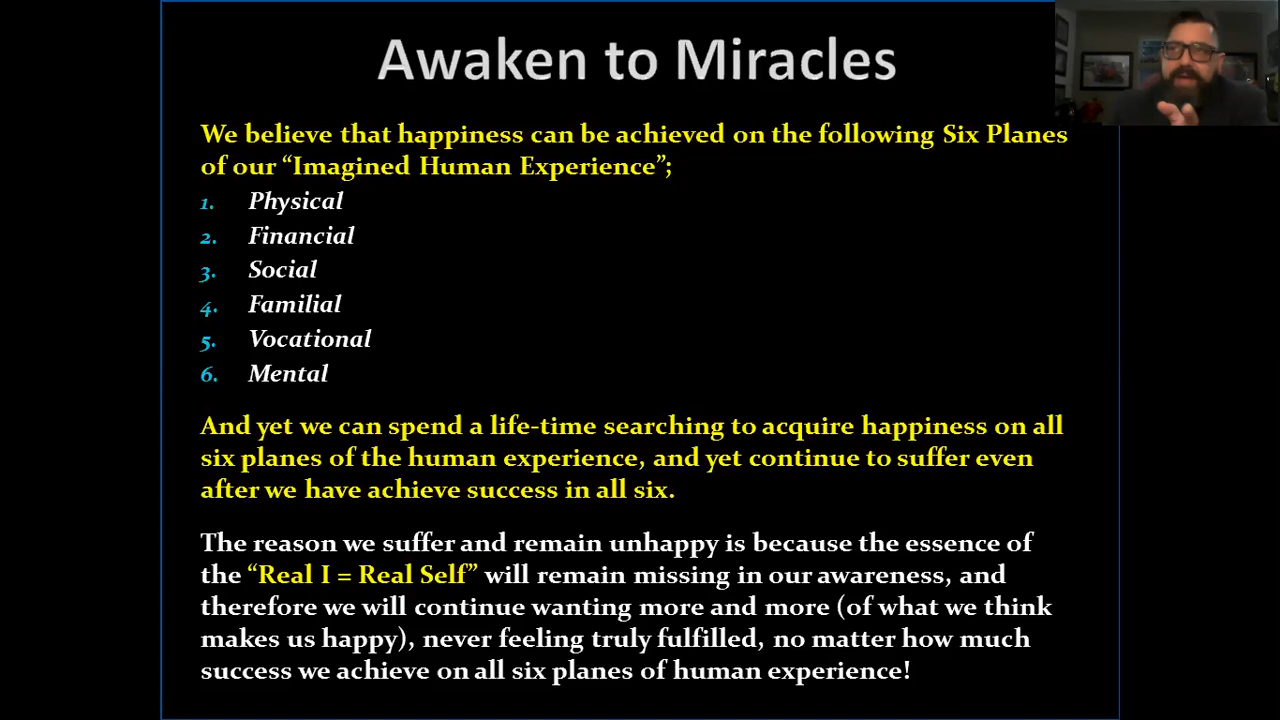 Awaken to Miracles
We believe that happiness can be achieved on the following Six Planes
of our “Imagined Human Experience”;
1. Physical
2. Financial
3. Social
4. Familial
5. Vocational
6. Mental
And yet we can spend a life-time searching to acquire happiness on all
six planes of the human experience, and yet continue to suffer even
after we have achieve success in all six.
The reason we suffer and remain unhappy is because the essence of
the “Real I = Real Self” will remain missing in our awareness, and
therefore we will continue wanting more and more (of what we think
makes us happy), never feeling truly fulfilled, no matter how much
success we achieve on all six planes of human experience!